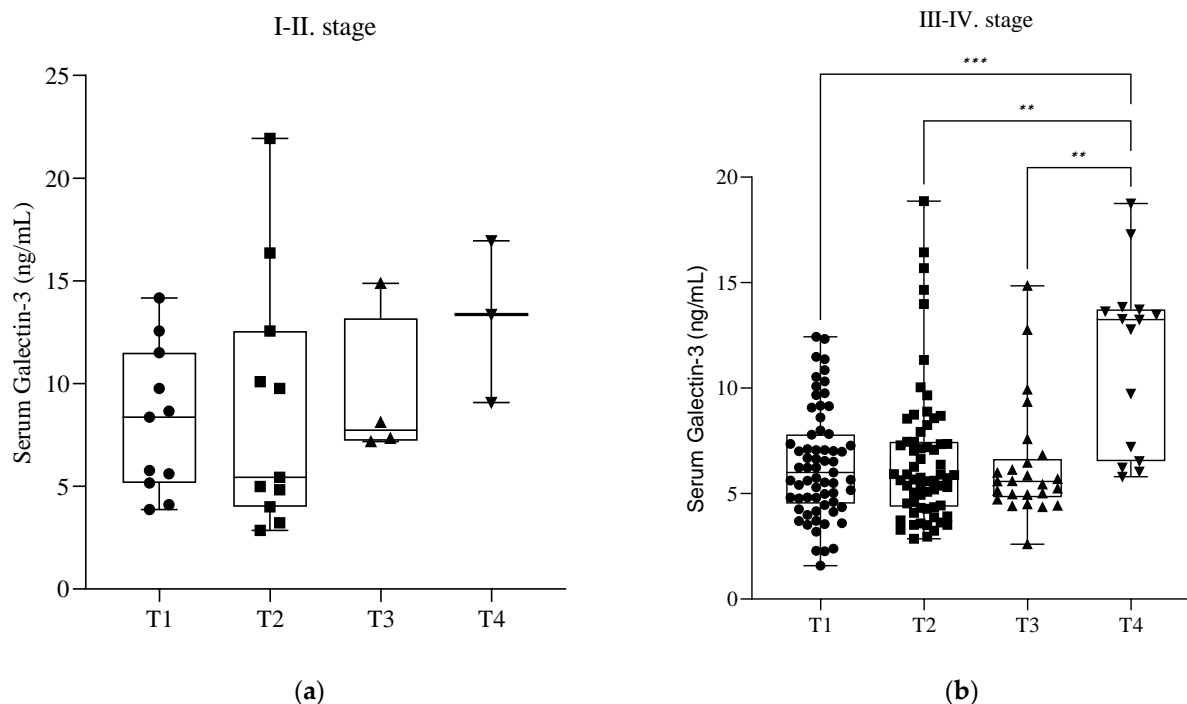 I-II. stage
25
20
15
10
5
0
Serum Galectin-3 (ng/mL)
T1 T2 T3 T4
(a)
III-IV. stage
***
**
**
20
15
10
5
0
Serum Galectin-3 (ng/mL)
T1 T2 T3 T4
(b)